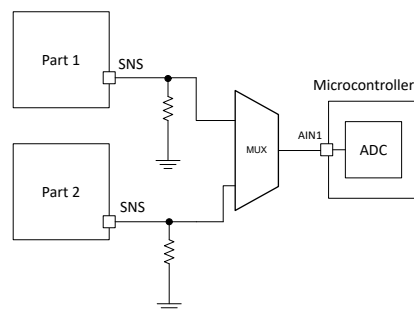 Part 1
SNS
Microcontroller
MUX
AIN1
ADC
Part 2
SNS